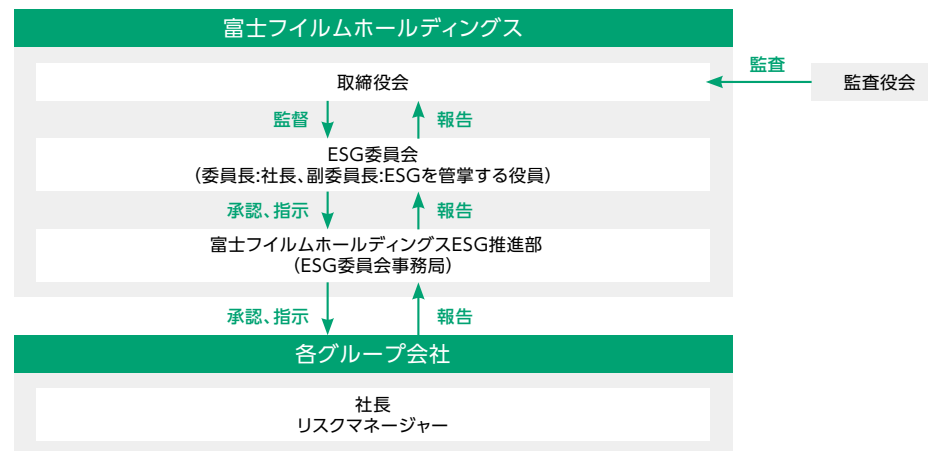 富士フイルムホールディングス
監査
取締役会
監査役会
監督
報告
ESG委員会
(委員長:社長、副委員長:ESGを管掌する役員)
承認、指示
報告
富士フイルムホールディングスESG推進部
(ESG委員会事務局)
承認、指示
報告
各グループ会社
社長
リスクマネージャー